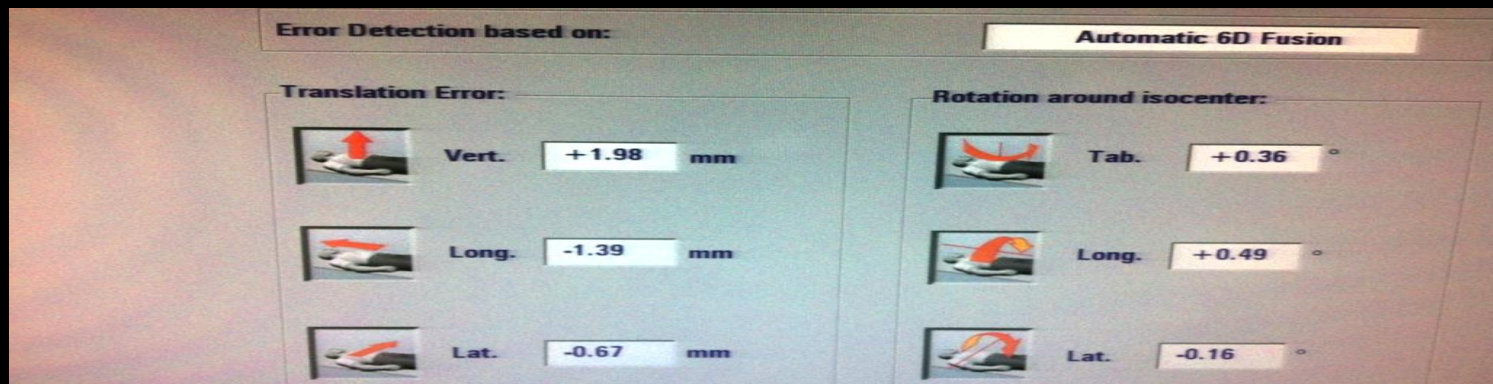 Error Detection based on: Automatic 6D Fusion
Translation Error: Rotation around isocenter:
Vert. +1.98 mm Tab. +0.36 °
Long. -1.39 mm Long. +0.49 °
Lat. -0.67 mm Lat. -0.16 °